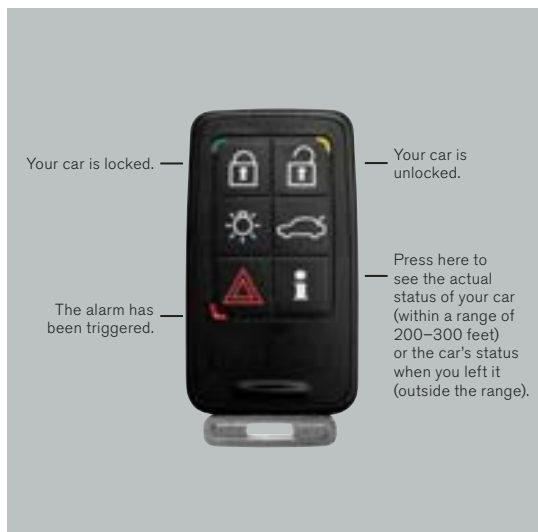 Your car is locked.
Your car is
unlocked.
Press here to
see the actual
status of your car
(within a range of
200–300 feet)
or the car's status
when you left it
(outside the range).
The alarm has
been triggered.